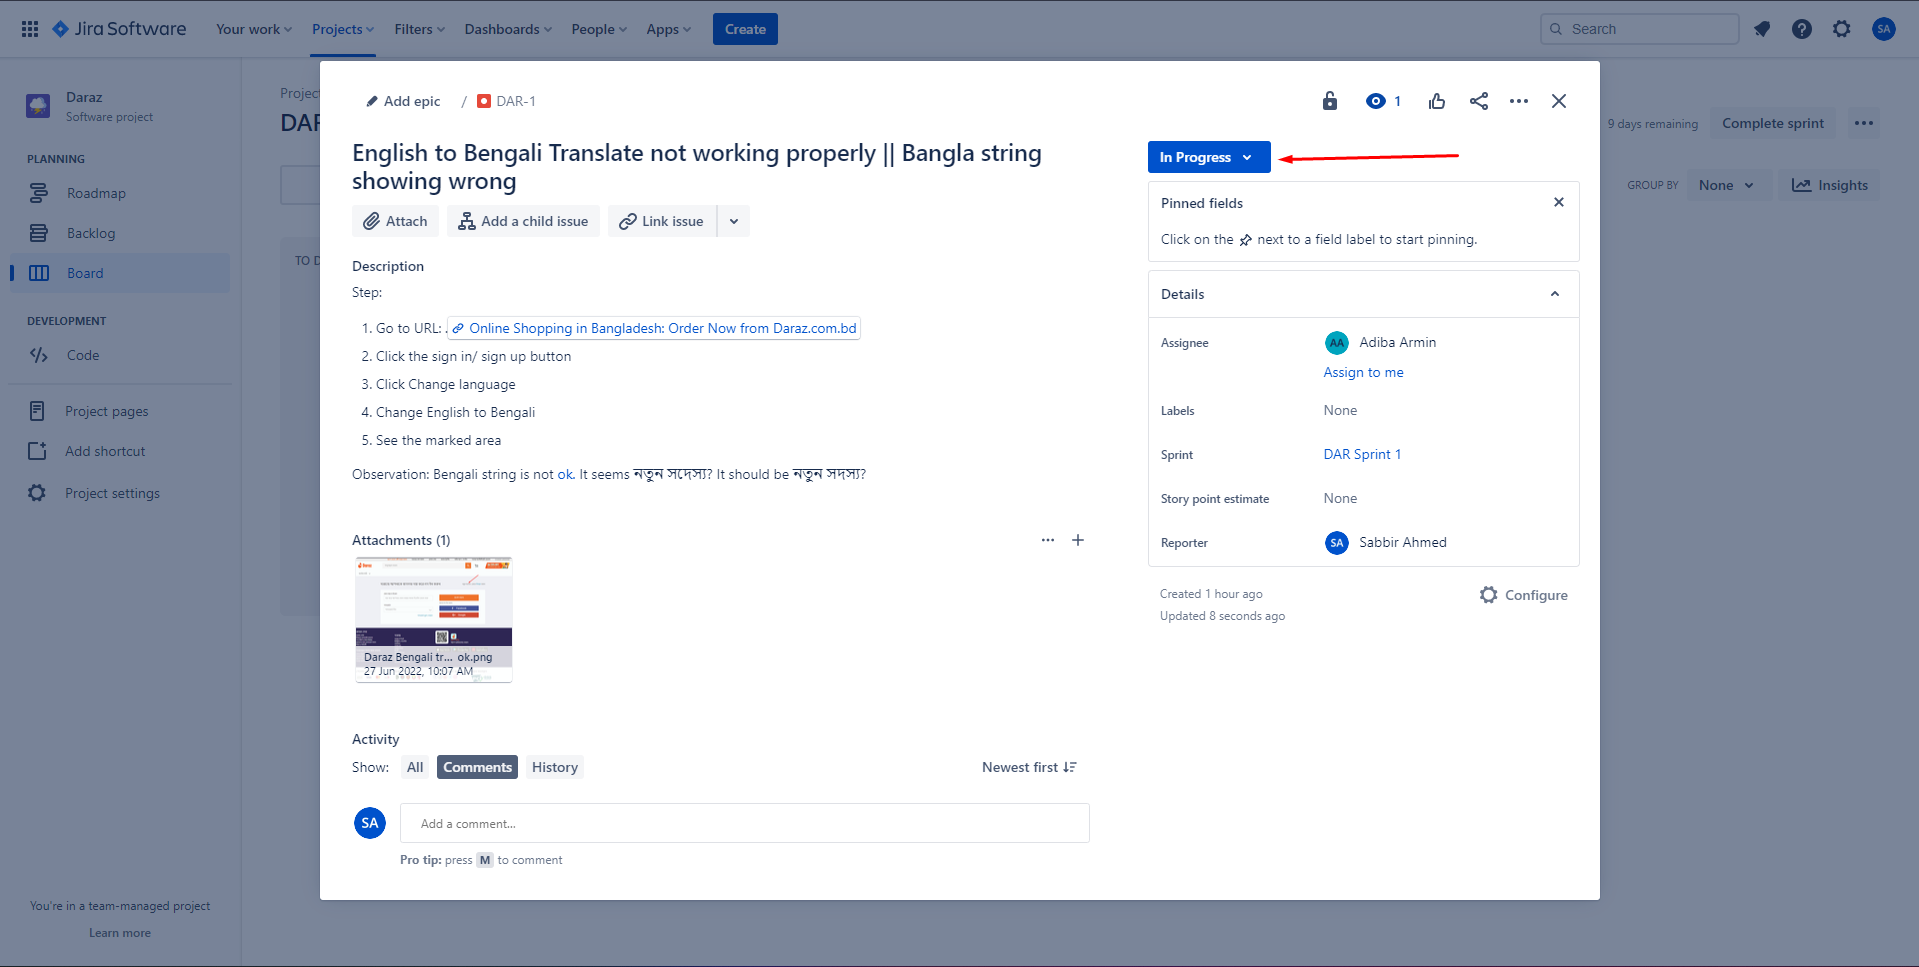 Jira Software
Your work
Projects
Filters
Dashboards
People
Apps
Create
Search
SA
Daraz
Software project
PLANNING
Roadmap
Backlog
Board
DEVELOPMENT
Code
Project pages
Add shortcut
Project settings
You're in a team-managed project
Learn more
Projec
DAR
TO D
9 days remaining
Complete sprint
GROUP BY
None
Insights
Add epic
/
DAR-1
1
English to Bengali Translate not working properly || Bangla string
showing wrong
Attach
Add a child issue
Link issue
Description
Step:
1. Go to URL: .
Online Shopping in Bangladesh: Order Now from Daraz.com.bd
2. Click the sign in/ sign up button
3. Click Change language
4. Change English to Bengali
5. See the marked area
Observation: Bengali string is not ok. It seems নতুন সদেস্য? It should be নতুন সদস্য?
Attachments (1)
Daraz Bengali tr... ok.png
27 Jun 2022, 10:07 AM
Activity
Show:
All
Comments
History
Newest first
SA
Add a comment...
Pro tip: press M to comment
In Progress
Pinned fields
Click on the next to a field label to start pinning.
Details
Assignee
AA
Adiba Armin
Assign to me
Labels
None
Sprint
DAR Sprint 1
Story point estimate
None
Reporter
SA
Sabbir Ahmed
Created 1 hour ago
Updated 8 seconds ago
Configure